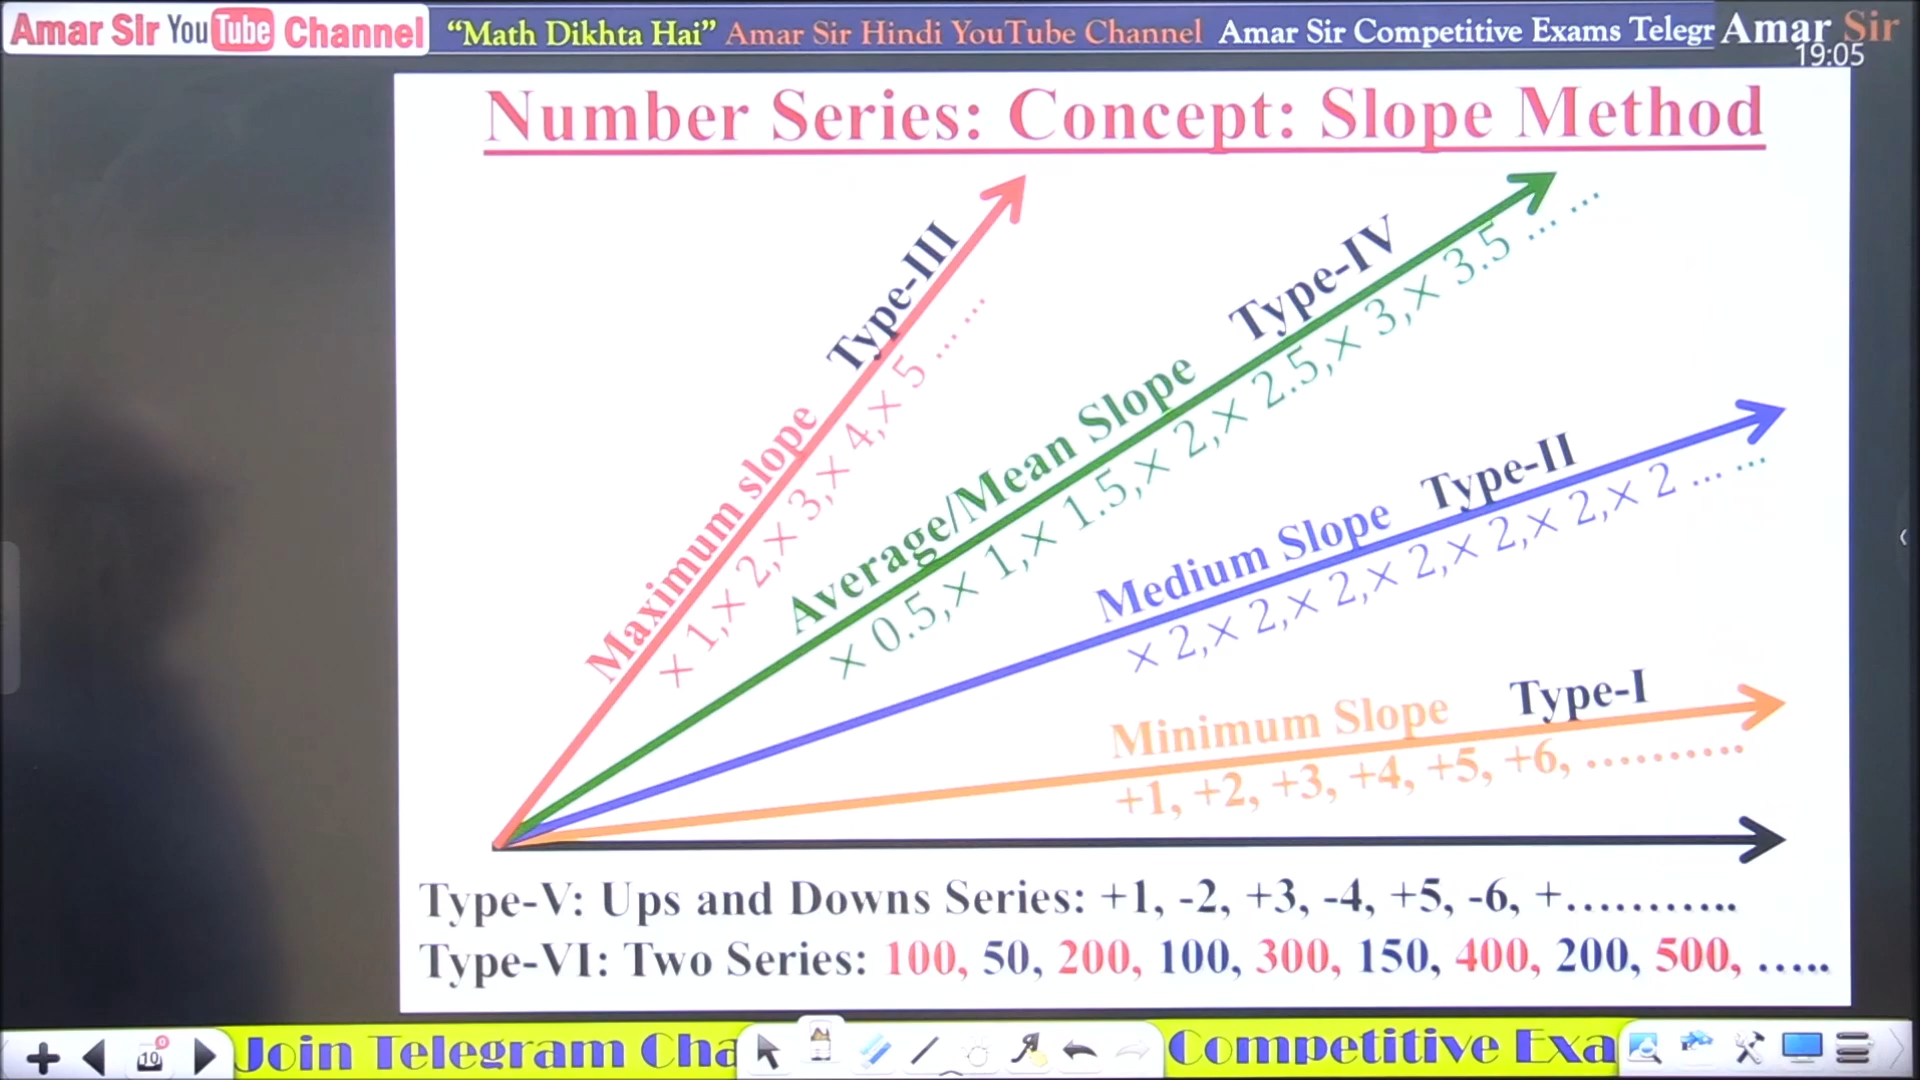 Amar Sir YouTube Channel
“Math Dikhta Hai” Amar Sir Hindi YouTube Channel Amar Sir Competitive Exams Telegr
Amar Sir
19:05
Number Series: Concept: Slope Method
Maximum slope Type-III
× 1,× 2,× 3,× 4,× 5 ... ...
Average/Mean Slope Type-IV
× 0.5,× 1,× 1.5,× 2,× 2.5,× 3,× 3.5 ... ...
Medium Slope Type-II
× 2,× 2,× 2,× 2,× 2,× 2,× 2 ... ...
Minimum Slope Type-I
+1, +2, +3, +4, +5, +6, ..........
Type-V: Ups and Downs Series: +1, -2, +3, -4, +5, -6, +...........
Type-VI: Two Series: 100, 50, 200, 100, 300, 150, 400, 200, 500, .....
10 0
Join Telegram Cha
Competitive Exa